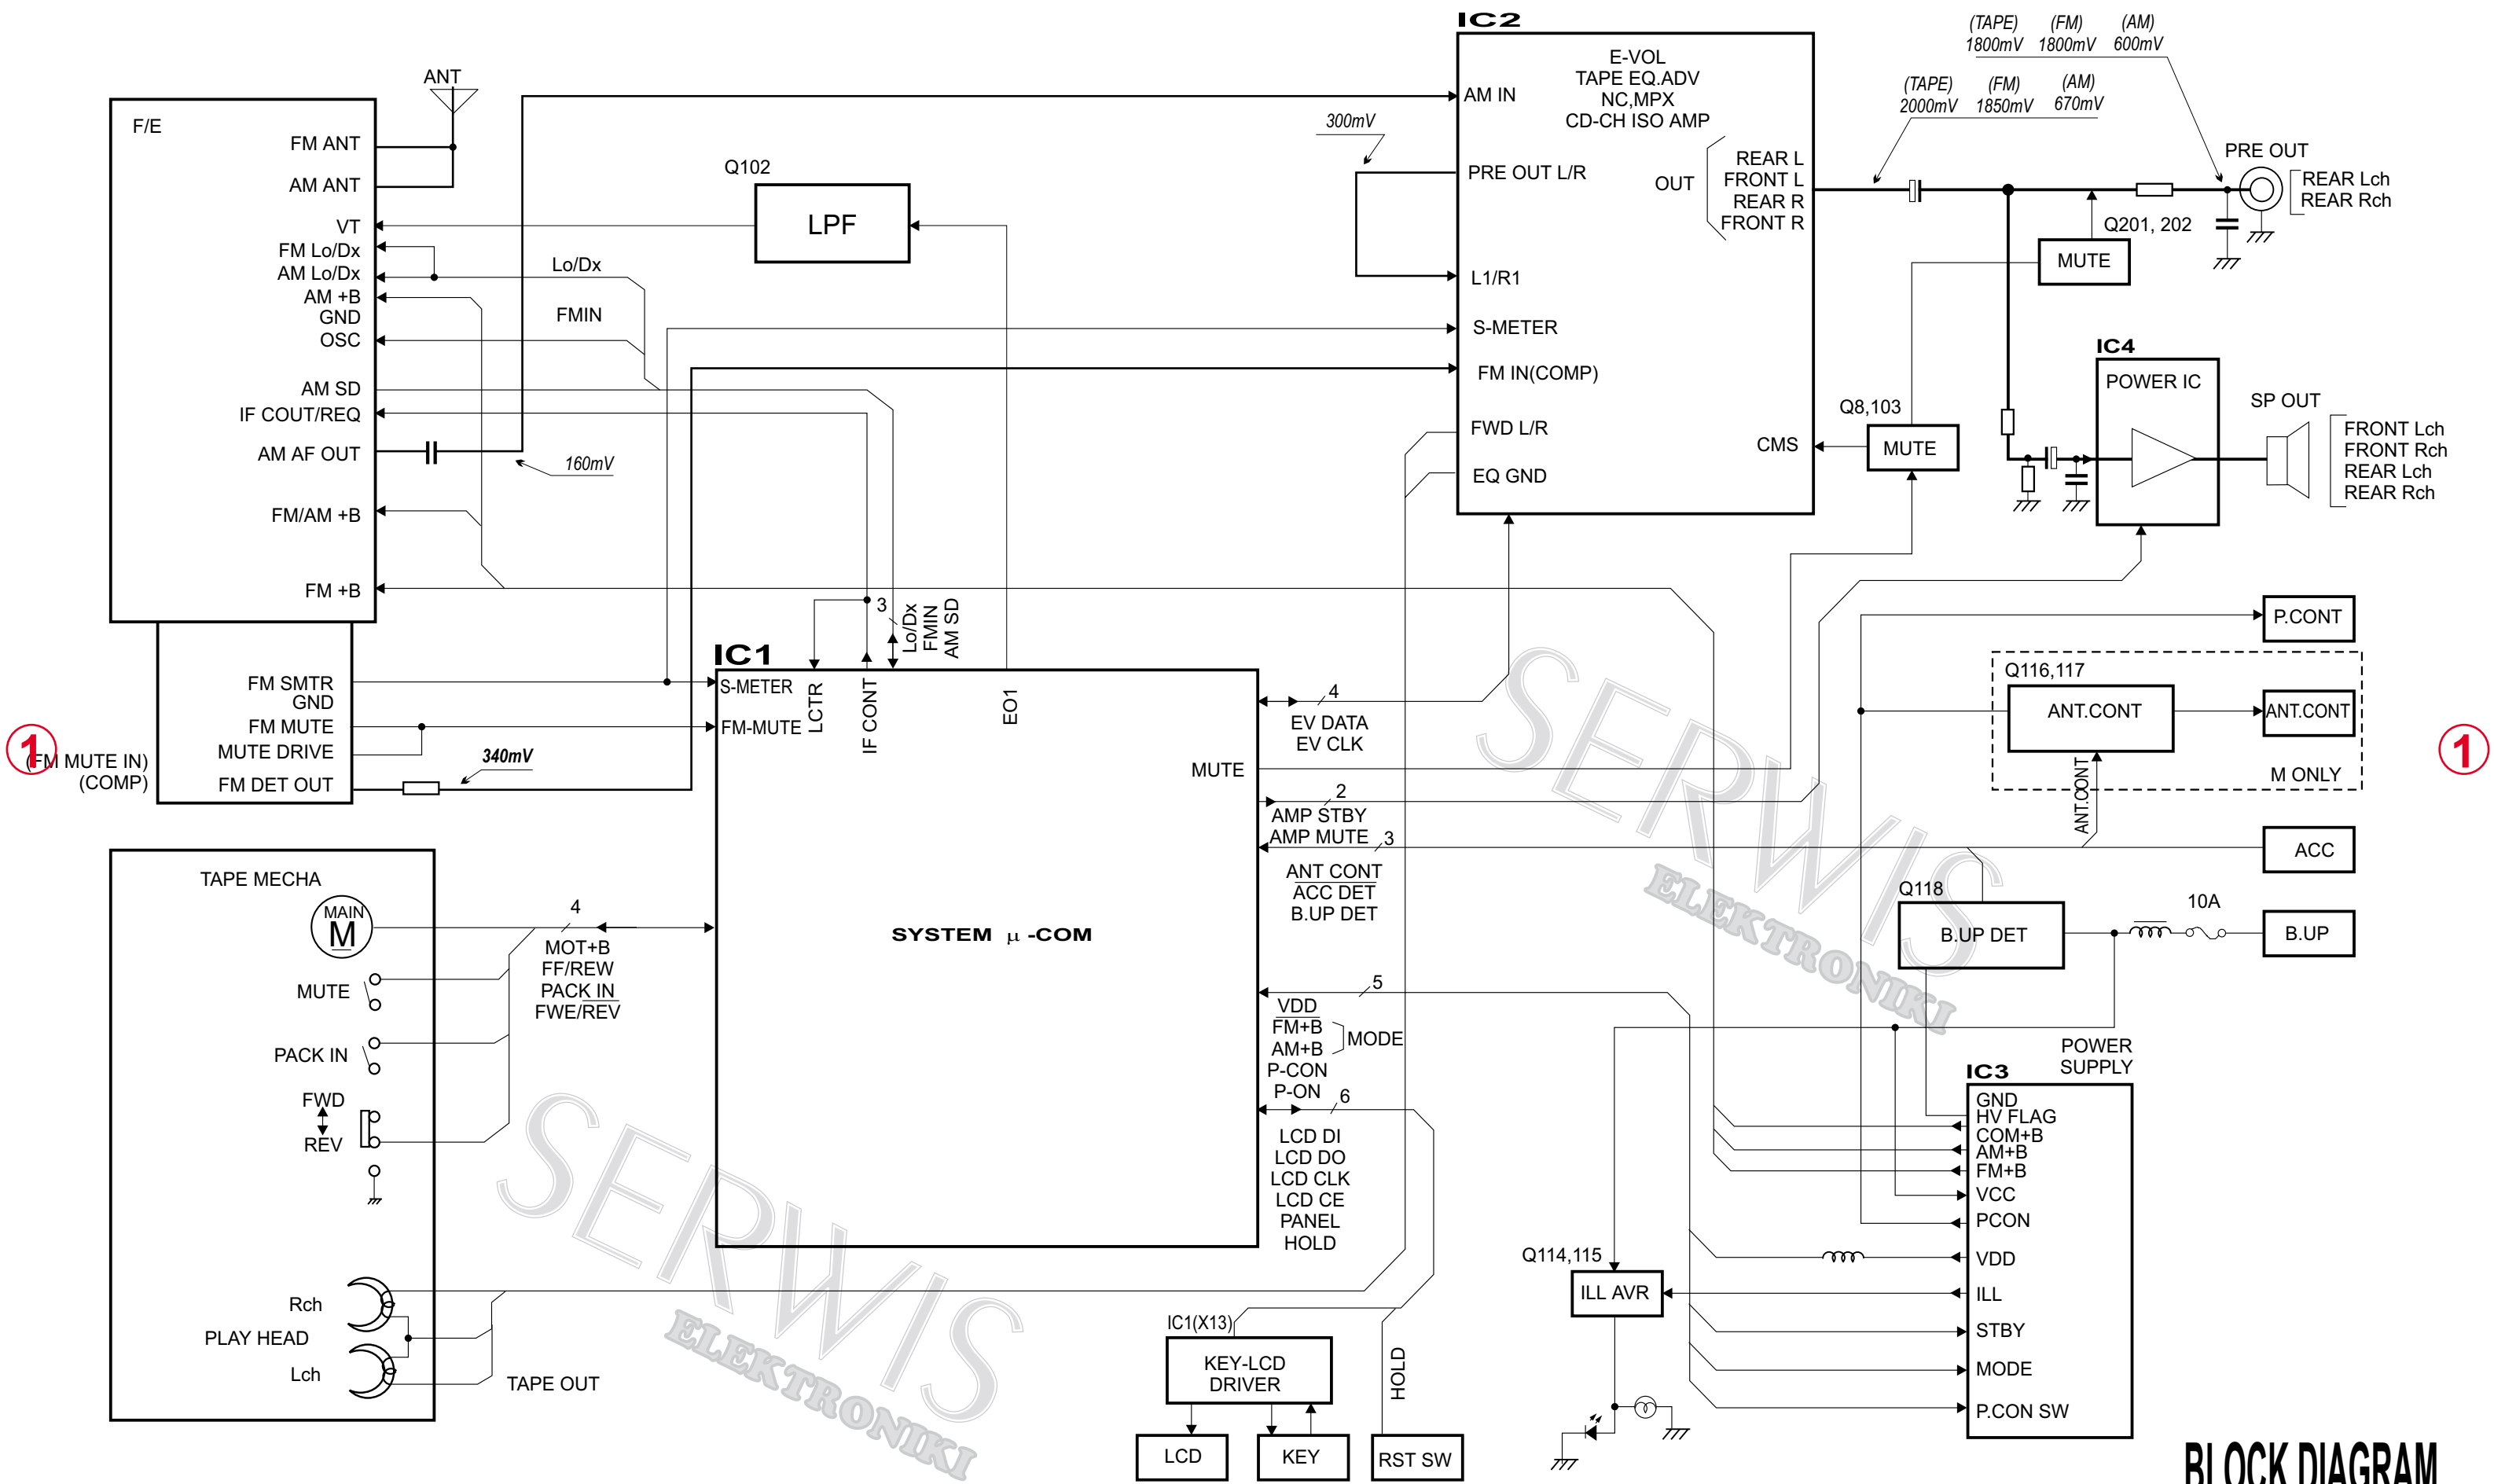 IC2
E-VOL
TAPE EQ.ADV
NC,MPX
CD-CH ISO AMP
AM IN
PRE OUT L/R
L1/R1
S-METER
FM IN(COMP)
FWD L/R
EQ GND
OUT
REAR L
FRONT L
REAR R
FRONT R
CMS
300mV
(TAPE) (FM) (AM)
1800mV 1800mV 600mV
(TAPE) (FM) (AM)
2000mV 1850mV 670mV
PRE OUT
REAR Lch
REAR Rch
Q201, 202
MUTE
IC4
POWER IC
SP OUT
FRONT Lch
FRONT Rch
REAR Lch
REAR Rch
Q8,103
MUTE
ANT
F/E
FM ANT
AM ANT
VT
FM Lo/Dx
AM Lo/Dx
AM +B
GND
OSC
AM SD
IF COUT/REQ
AM AF OUT
FM/AM +B
FM +B
Q102
LPF
Lo/Dx
FMIN
160mV
FM SMTR
GND
FM MUTE
MUTE DRIVE
FM DET OUT
(FM MUTE IN)
(COMP)
1
340mV
3
Lo/Dx
FMIN
AM SD
IC1
S-METER
FM-MUTE
LCTR
IF CONT
EO1
MUTE
SYSTEM μ -COM
4
EV DATA
EV CLK
2
AMP STBY
AMP MUTE
3
ANT CONT
ACC DET
B.UP DET
5
VDD
FM+B
AM+B
MODE
P-CON
P-ON
6
LCD DI
LCD DO
LCD CLK
LCD CE
PANEL
HOLD
P.CONT
Q116,117
ANT.CONT
ANT.CONT
M ONLY
ANT.CONT
1
ACC
Q118
B.UP DET
10A
B.UP
POWER
SUPPLY
IC3
GND
HV FLAG
COM+B
AM+B
FM+B
VCC
PCON
VDD
ILL
STBY
MODE
P.CON SW
Q114,115
ILL AVR
TAPE MECHA
MAIN
M
4
MOT+B
FF/REW
PACK IN
FWE/REV
MUTE
PACK IN
FWD
REV
Rch
PLAY HEAD
Lch
TAPE OUT
IC1(X13)
KEY-LCD
DRIVER
HOLD
LCD
KEY
RST SW
SERWIS
ELEKTRONIKI
SERWIS
ELEKTRONIKI
BLOCK DIAGRAM